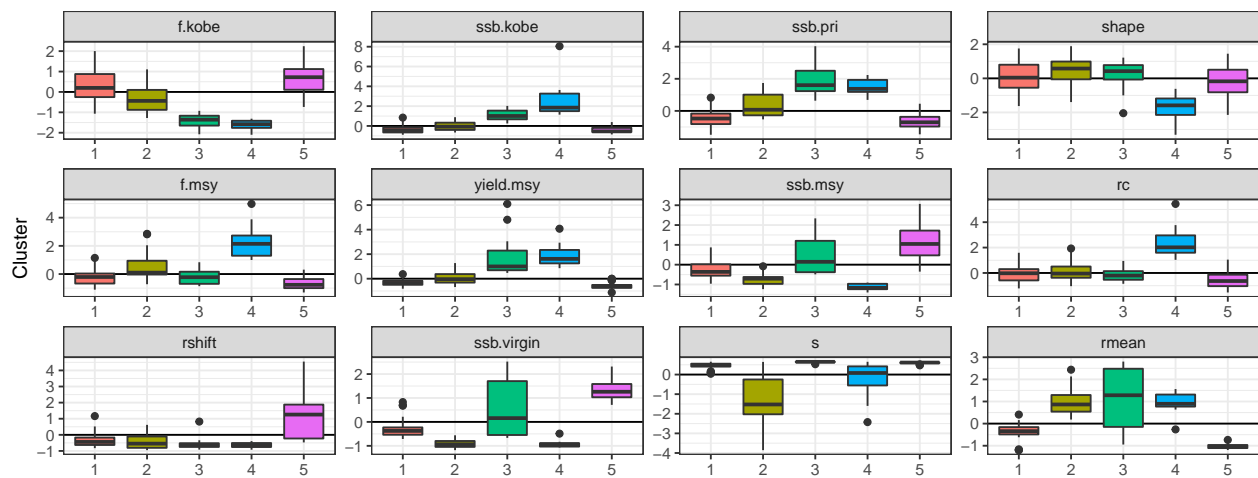 f.kobe ssb.kobe ssb.pri shape
2 8 4 2
1 6
0 4 2 0
−1 2
−2 0 0 −2
1 2 3 4 5 1 2 3 4 5 1 2 3 4 5 1 2 3 4 5
f.msy yield.msy ssb.msy rc
4 6 3 4
2 4 2 2
2 1
0 0 0 0
−1
1 2 3 4 5 1 2 3 4 5 1 2 3 4 5 1 2 3 4 5
Cluster
rshift ssb.virgin s rmean
4 2 0 3
3 1 −1 2
2 −2 1
1 0 −3 0
0
−1 −1 −4 −1
1 2 3 4 5 1 2 3 4 5 1 2 3 4 5 1 2 3 4 5